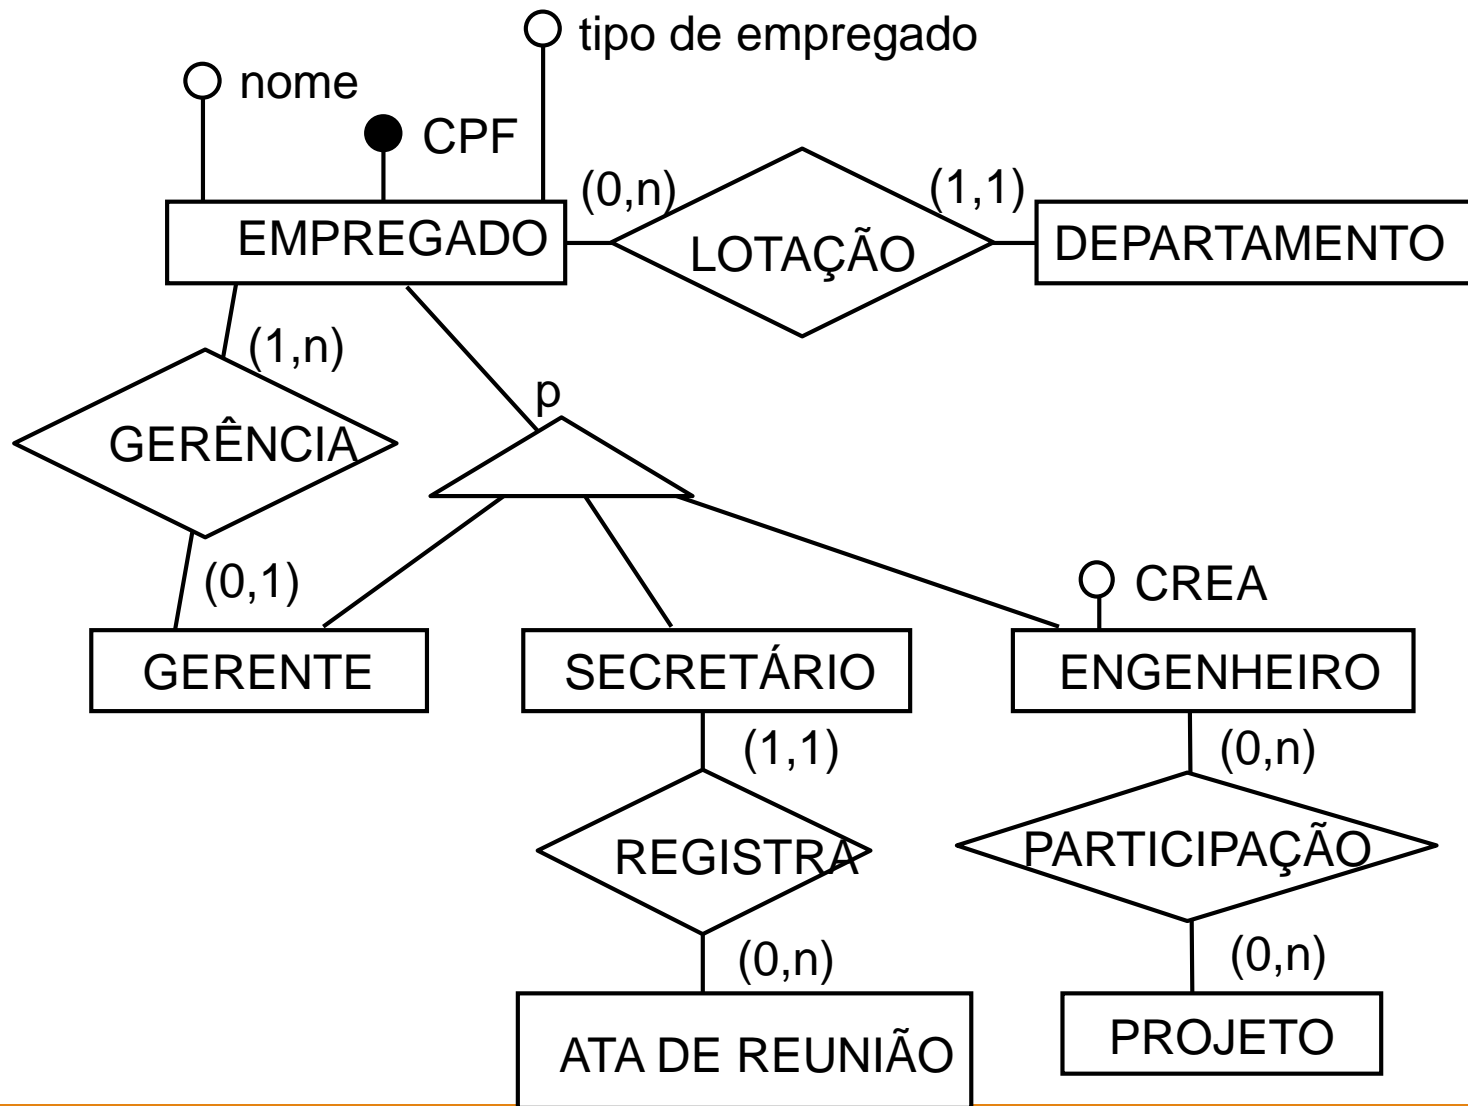 tipo de empregado
nome
CPF
(0,n)
(1,1)
EMPREGADO
LOTAÇÃO
DEPARTAMENTO
(1,n)
p
GERÊNCIA
(0,1)
CREA
GERENTE
SECRETÁRIO
ENGENHEIRO
(1,1)
(0,n)
REGISTRA
PARTICIPAÇÃO
(0,n)
(0,n)
ATA DE REUNIÃO
PROJETO